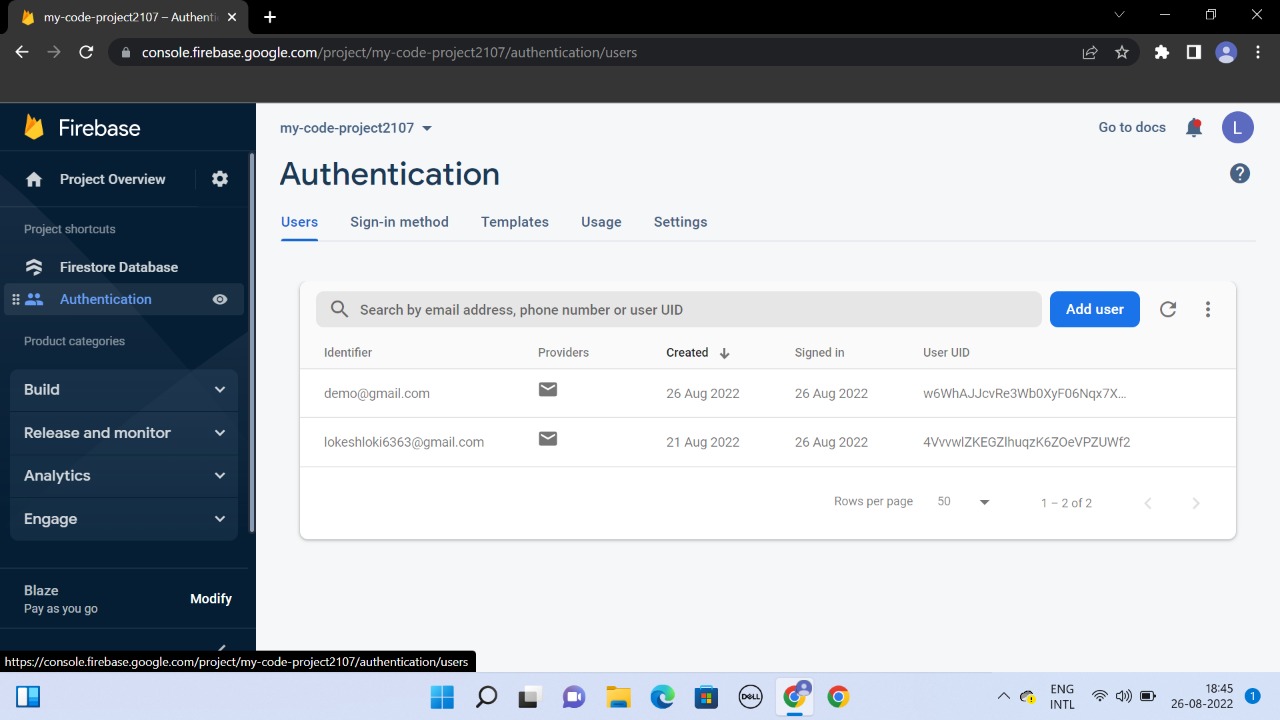 my-code-project2107 – Authenti
console.firebase.google.com/project/my-code-project2107/authentication/users
Firebase
my-code-project2107
Go to docs
L
Project Overview
Authentication
Users Sign-in method Templates Usage Settings
Project shortcuts
Firestore Database
Authentication
Product categories
Build
Release and monitor
Analytics
Engage
Blaze
Pay as you go
Modify
Search by email address, phone number or user UID
Add user
Identifier Providers Created Signed in User UID
demo@gmail.com 26 Aug 2022 26 Aug 2022 w6WhAJJcvRe3Wb0XyF06Nqx7X...
lokeshloki6363@gmail.com 21 Aug 2022 26 Aug 2022 4VvvwlZKEGZlhuqzK6ZOeVPZUWf2
Rows per page 50 1 – 2 of 2
https://console.firebase.google.com/project/my-code-project2107/authentication/users
DELL
ENG
INTL
18:45
26-08-2022
1